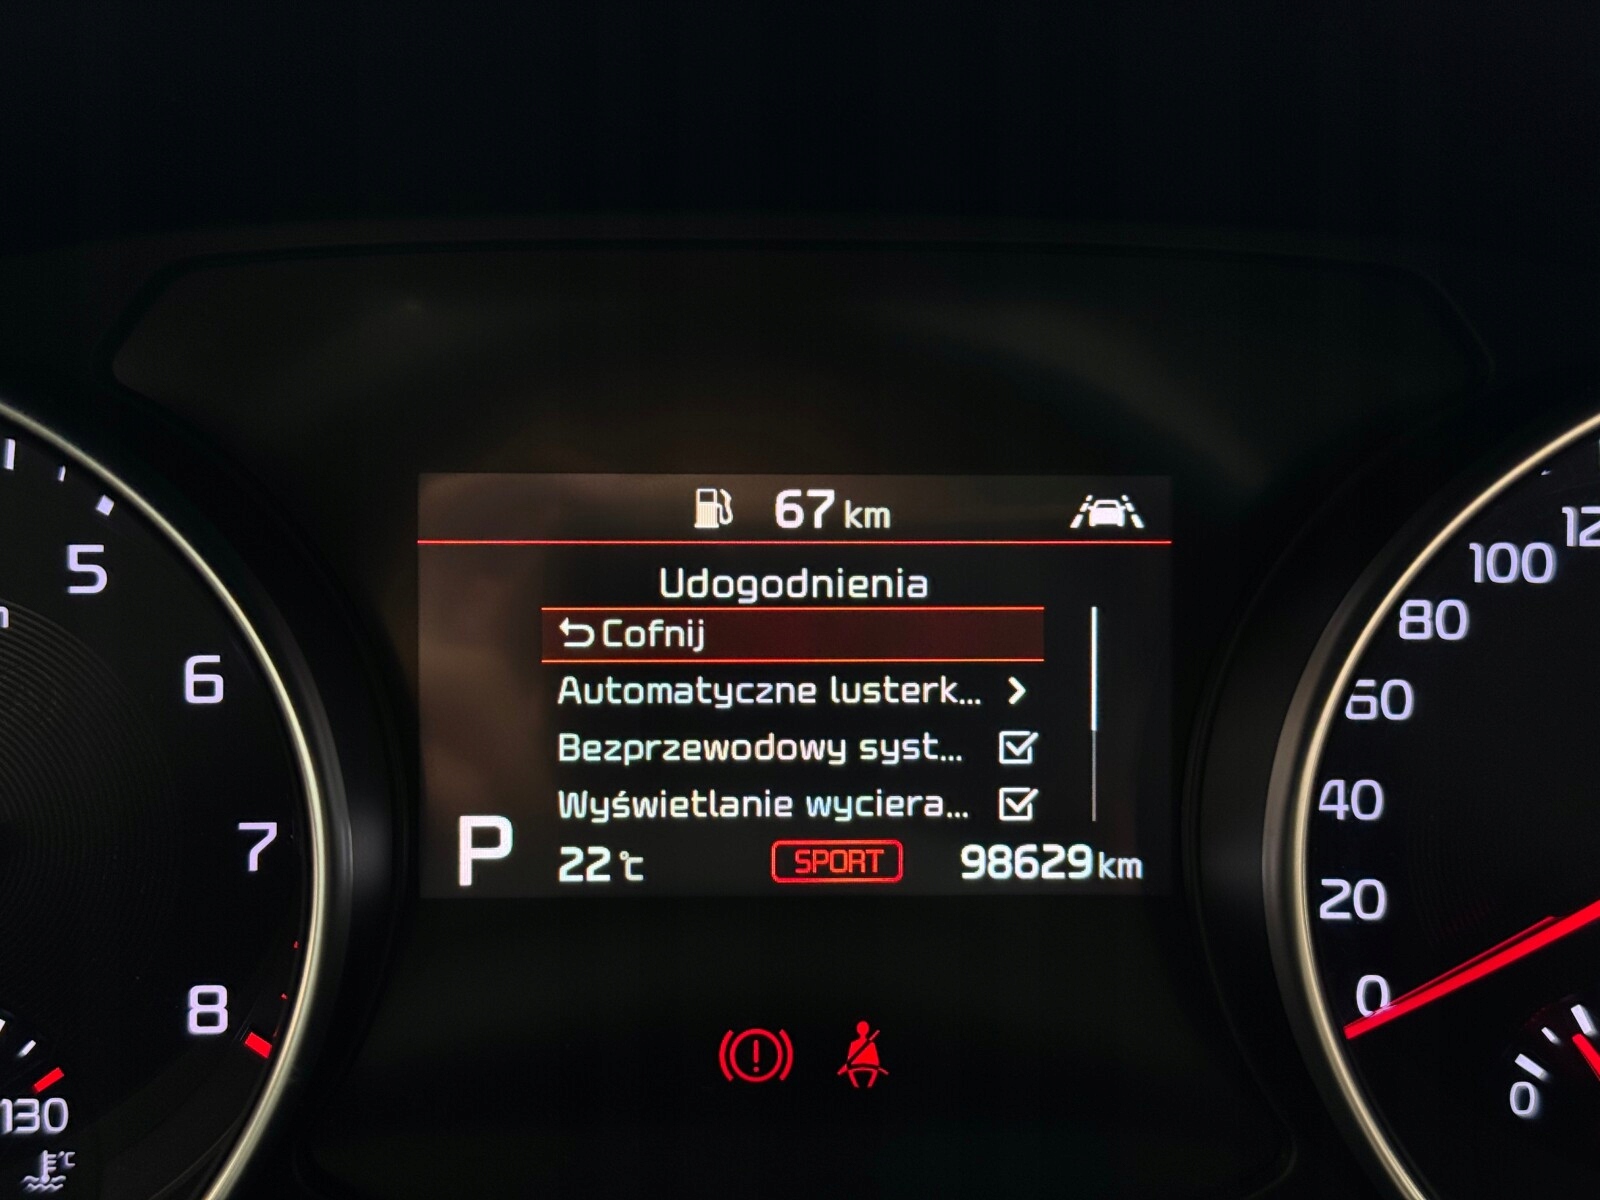 67 km
Udogodnienia
Cofnij
Automatyczne lusterk...
Bezprzewodowy syst...
Wyświetlanie wyciera...
P 22 °C SPORT 98629 km
5
6
7
8
130
°C
100
80
60
40
20
0
0